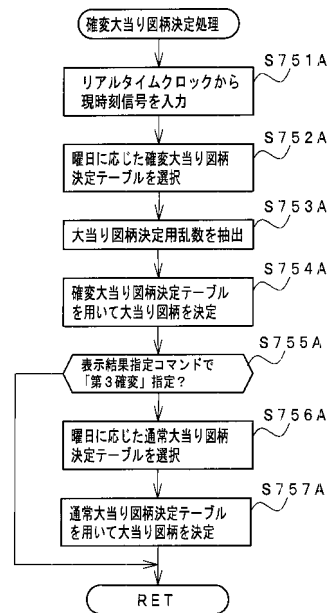 確変大当り図柄決定処理
S751A
リアルタイムクロックから
現時刻信号を入力
S752A
曜日に応じた確変大当り図柄
決定テーブルを選択
S753A
大当り図柄決定用乱数を抽出
S754A
確変大当り図柄決定テーブル
を用いて大当り図柄を決定
S755A
表示結果指定コマンドで
「第3確変」指定?
S756A
曜日に応じた通常大当り図柄
決定テーブルを選択
S757A
通常大当り図柄決定テーブル
を用いて大当り図柄を決定
RET